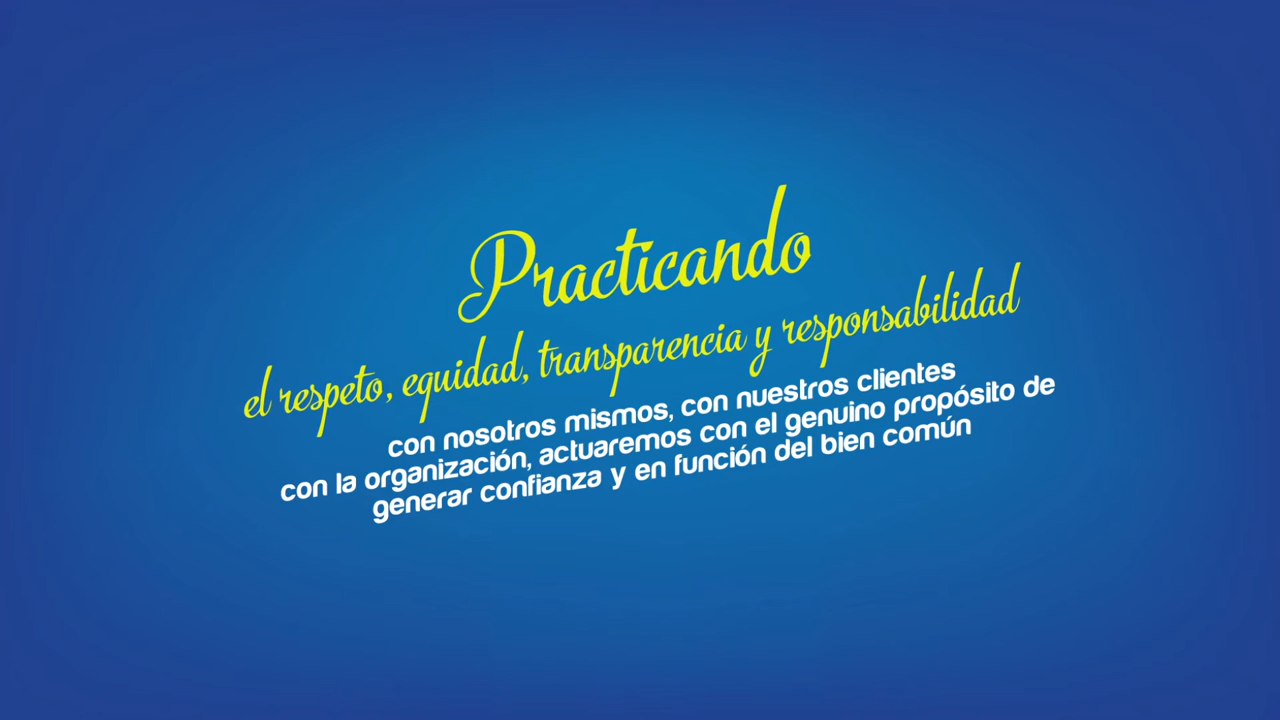 Practicando
el respeto, equidad, transparencia y responsabilidad
con nosotros mismos, con nuestros clientes
con la organización, actuaremos con el genuino propósito de
generar confianza y en función del bien común